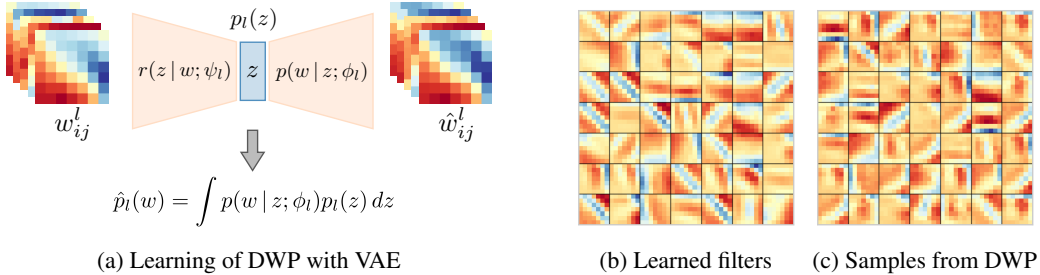 p_l(z)
r(z | w; ψ_l)
z
p(w | z; ϕ_l)
w^l_{ij}
ŵ^l_{ij}
p̂_l(w) = ∫ p(w | z; ϕ_l)p_l(z) dz
(a) Learning of DWP with VAE
(b) Learned filters
(c) Samples from DWP